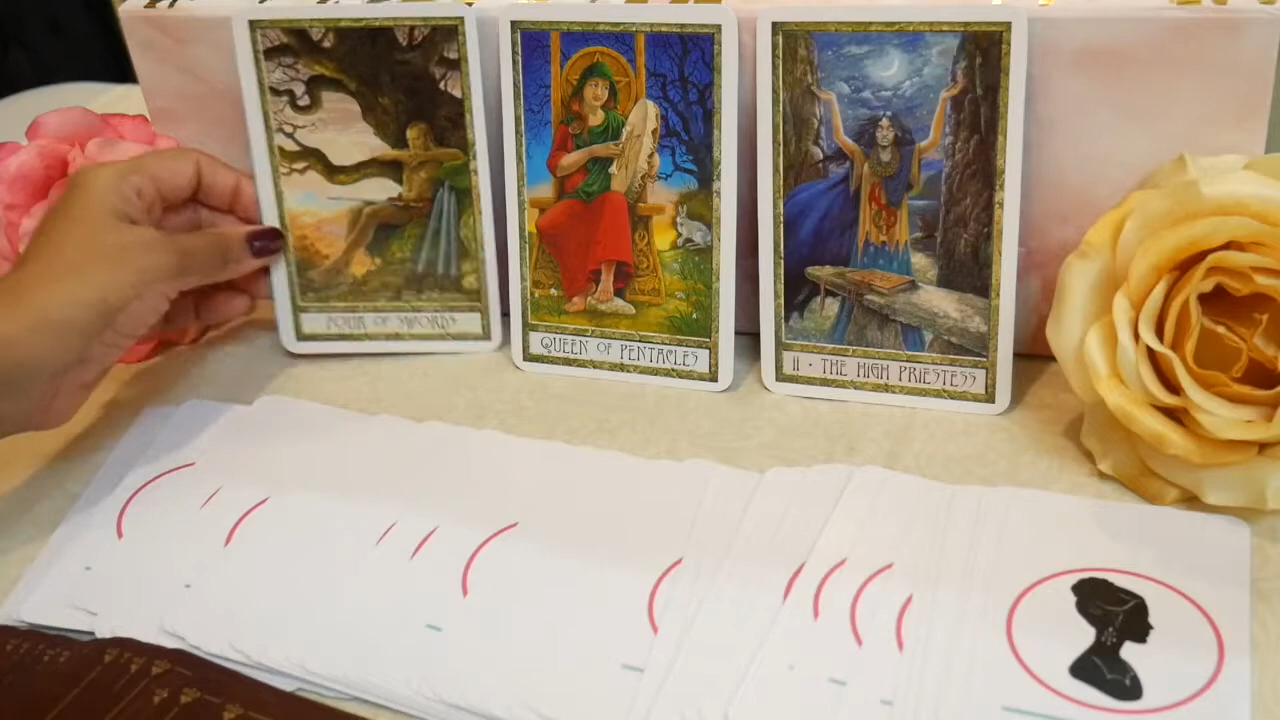 FOUR OF SWORDS
QUEEN OF PENTACLES
II · THE HIGH PRIESTESS